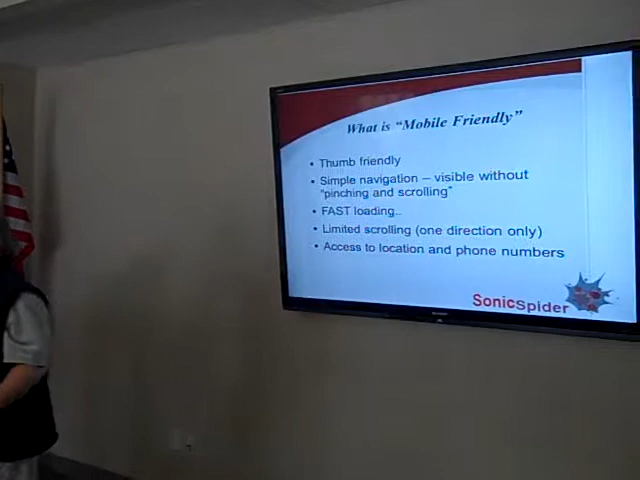 What is “Mobile Friendly”
• Thumb friendly
• Simple navigation – visible without
"pinching and scrolling"
• FAST loading..
• Limited scrolling (one direction only)
• Access to location and phone numbers
SonicSpider